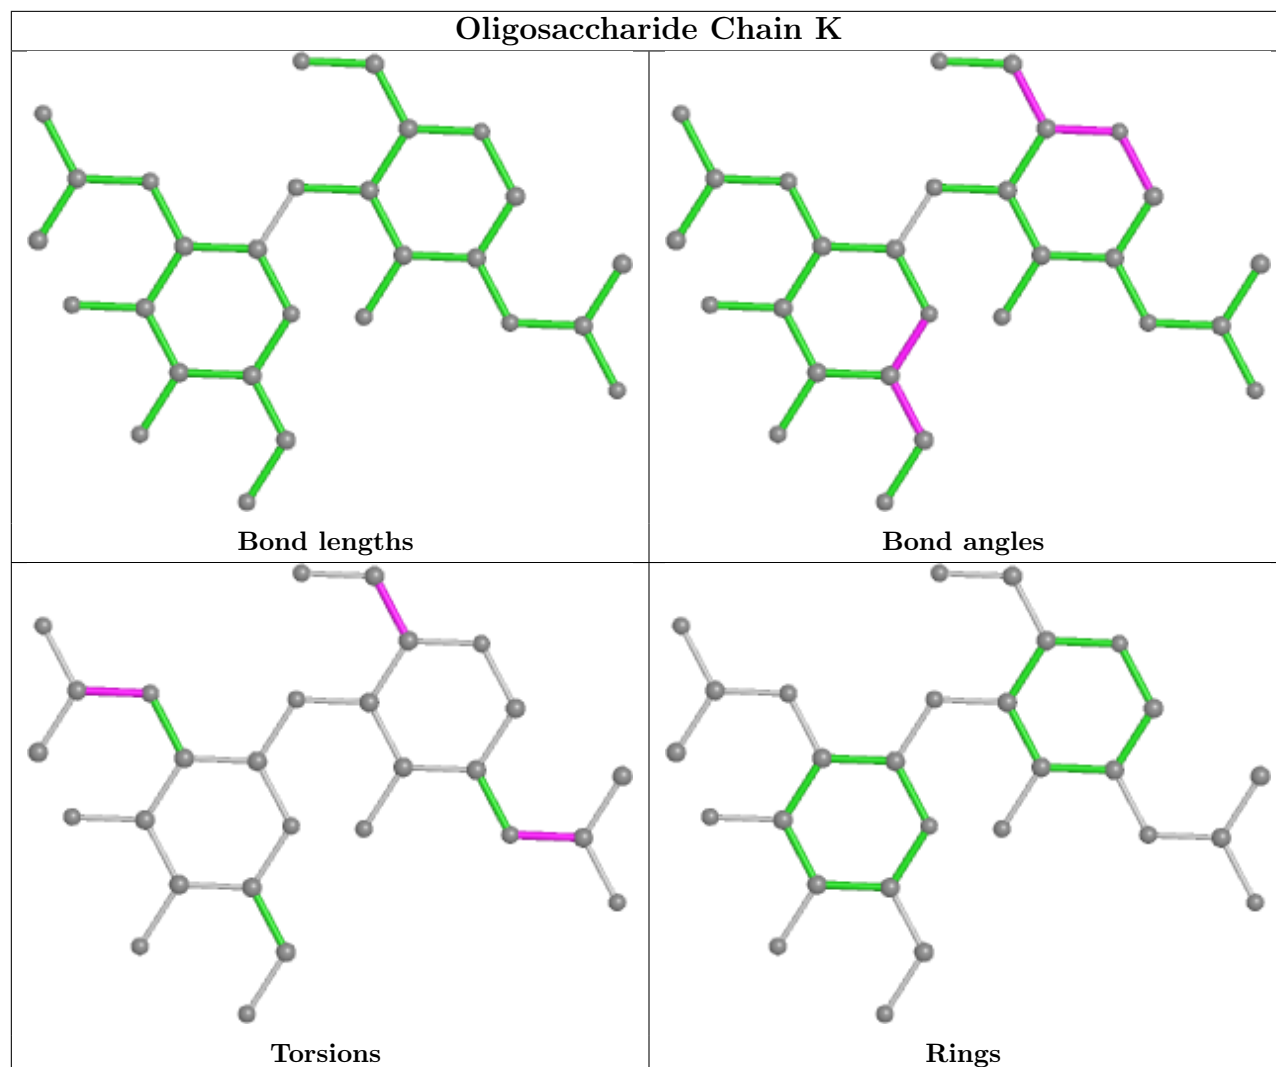 Oligosaccharide Chain K
Bond lengths
Bond angles
Torsions
Rings